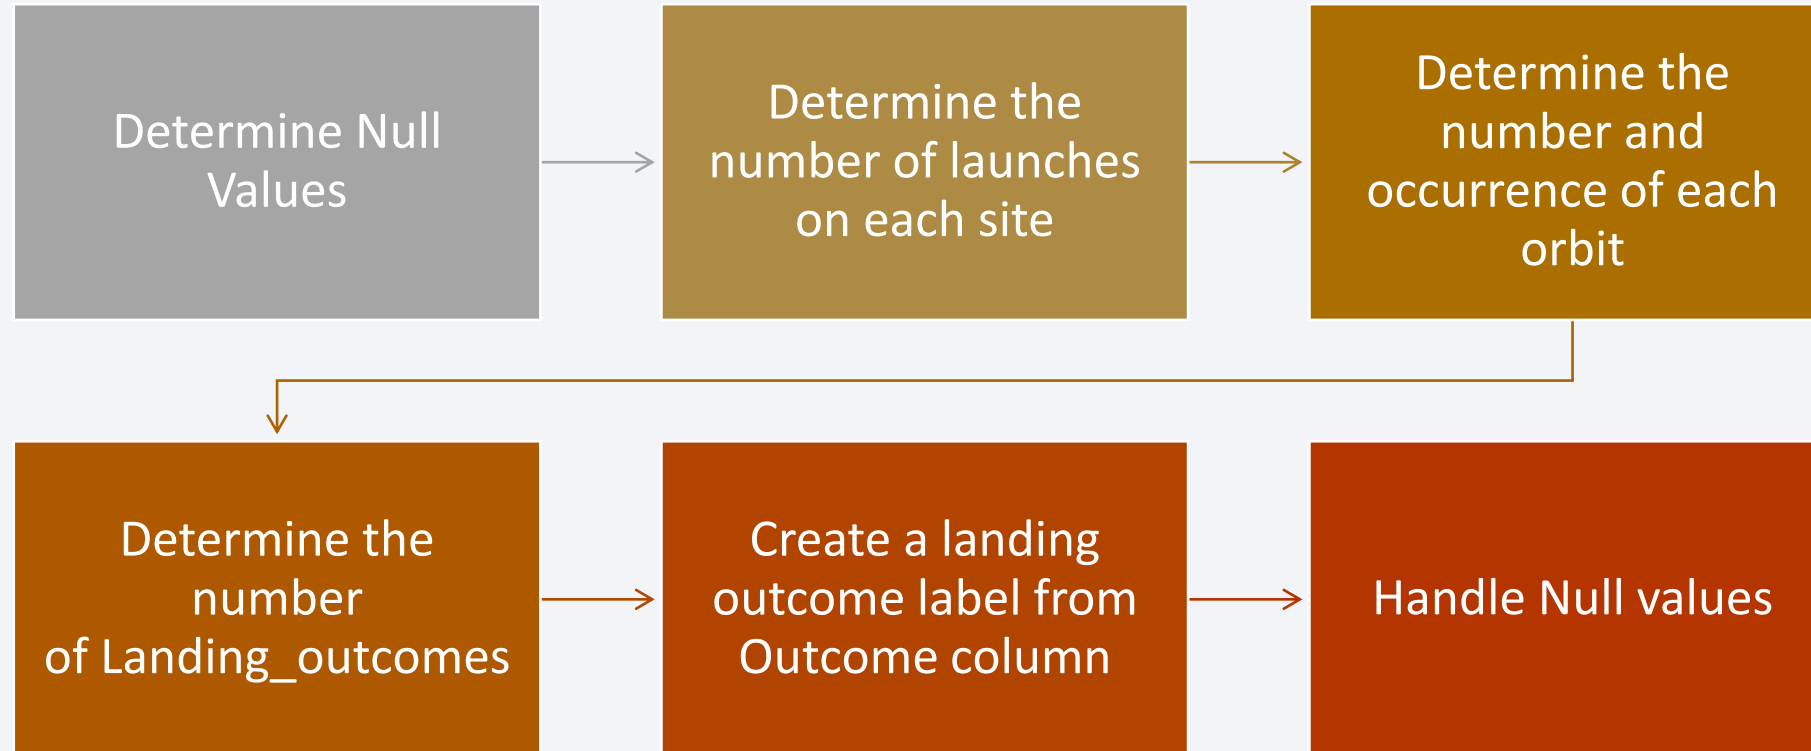 Determine Null
Values
Determine the
number of launches
on each site
Determine the
number and
occurrence of each
orbit
Determine the
number
of Landing_outcomes
Create a landing
outcome label from
Outcome column
Handle Null values